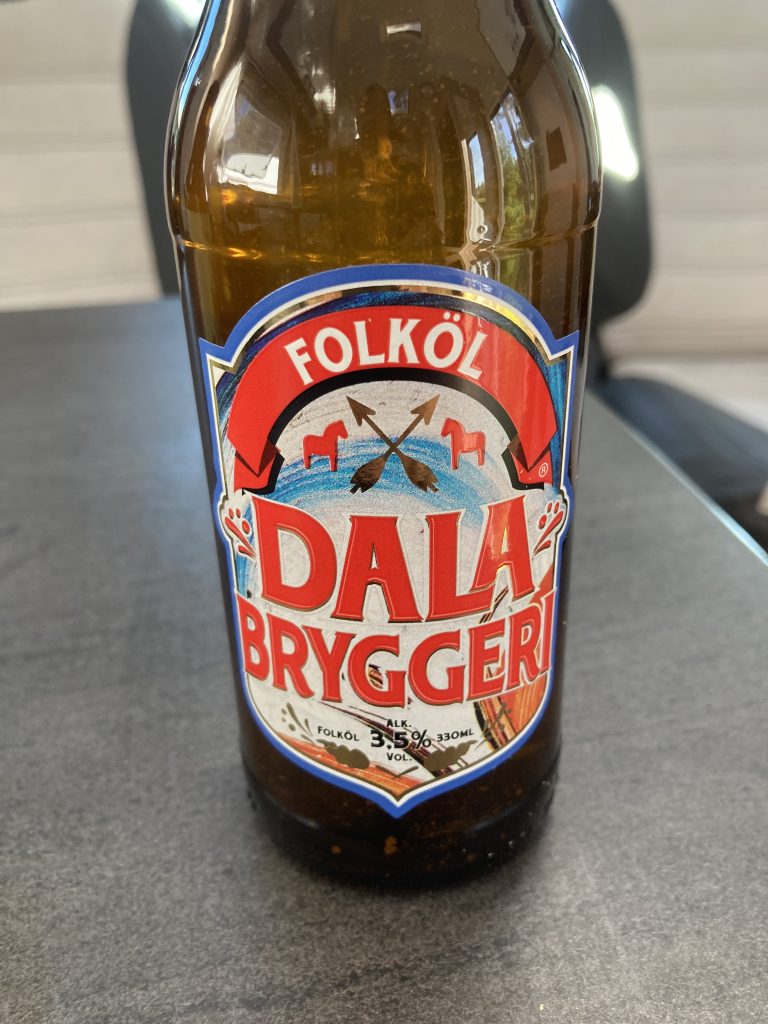 FOLKÖL
®
DALA
BRYGGERI
ALK.
FOLKÖL 3.5% 330ML
VOL.